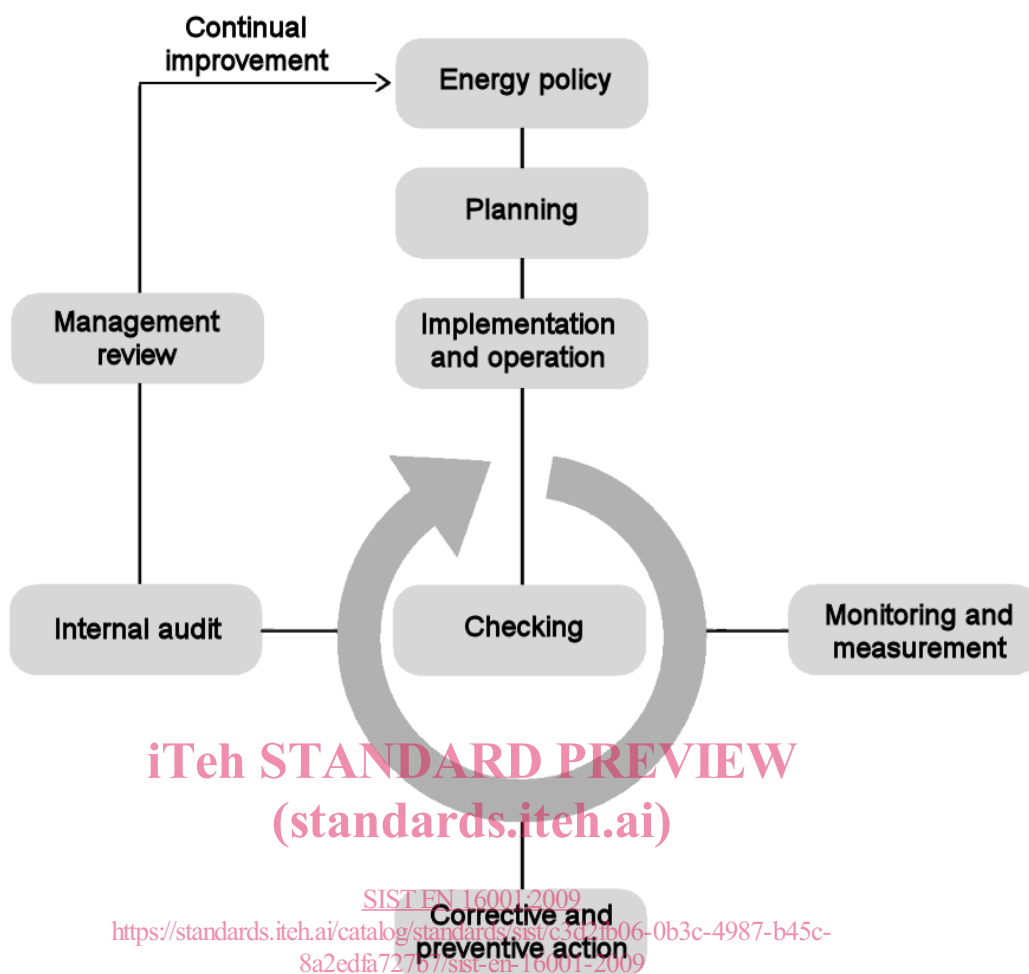 Continual
improvement
Energy policy
Planning
Management
review
Implementation
and operation
Internal audit
Checking
Monitoring and
measurement
iTeh STANDARD PREVIEW
(standards.iteh.ai)
SIST EN 16001:2009
Corrective and
https://standards.iteh.ai/catalog/standards/sist/c3d2fb06-0b3c-4987-b45c-
preventive action
8a2edfa72767/sist-en-16001-2009